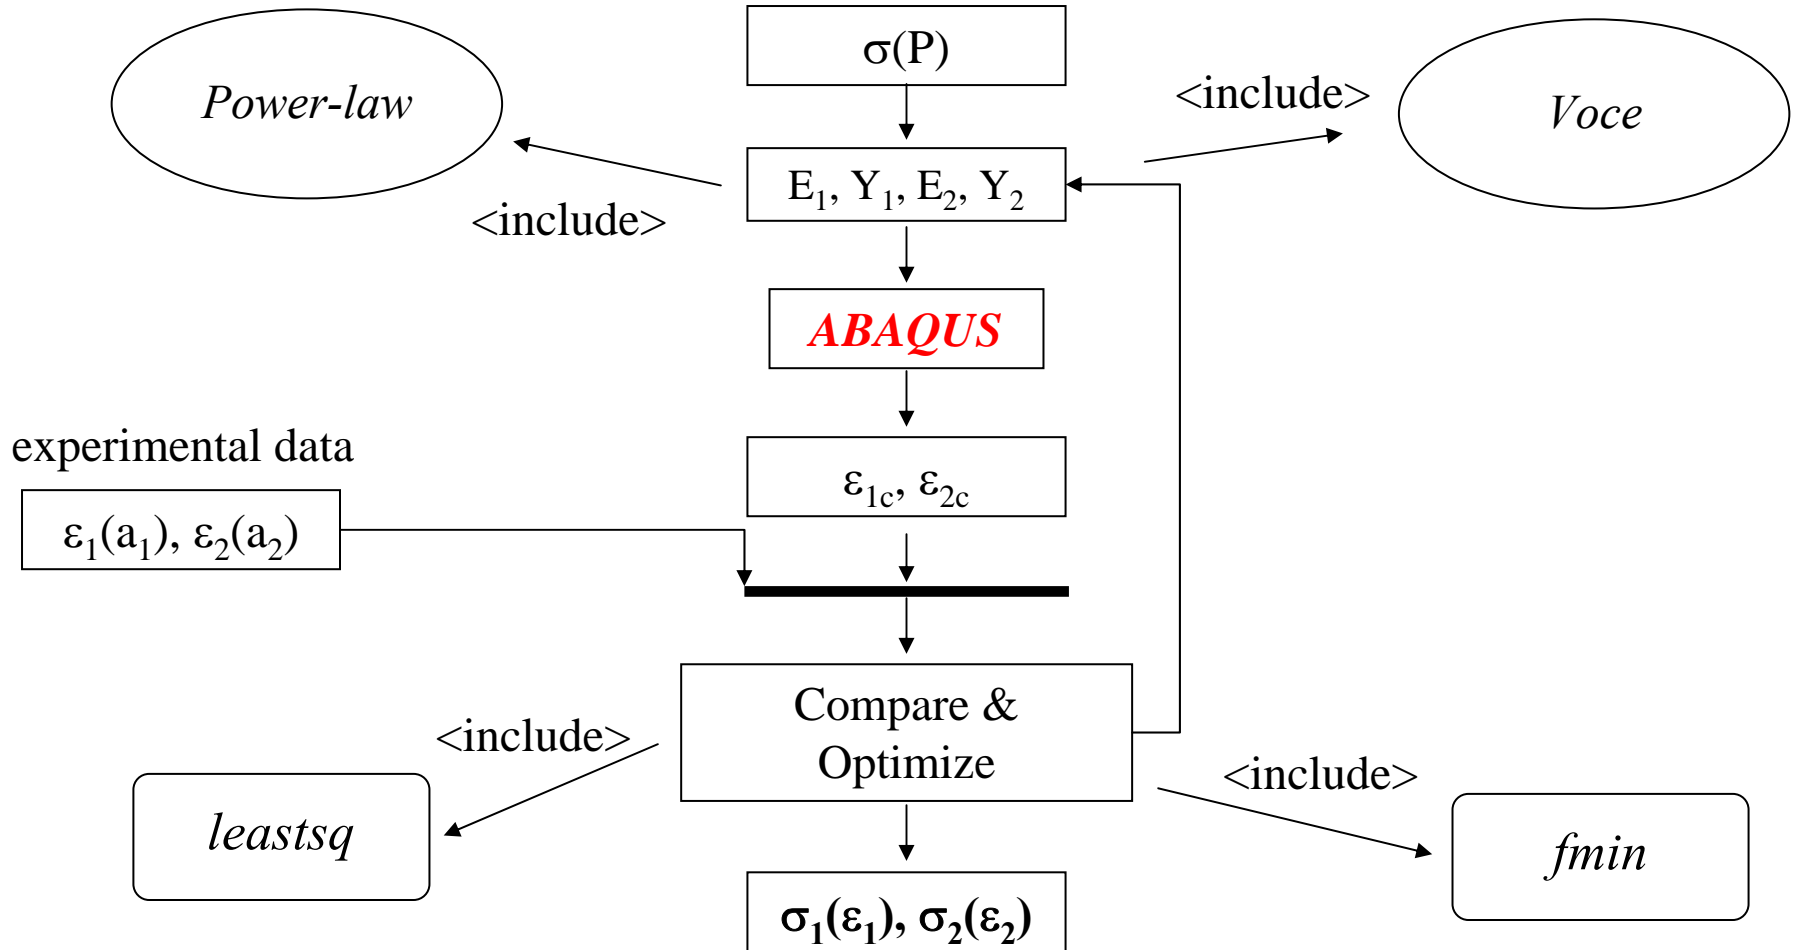 σ(P)
Power-law
<include>
Voce
E₁, Y₁, E₂, Y₂
<include>
ABAQUS
experimental data
ε₁c, ε₂c
ε₁(a₁), ε₂(a₂)
Compare &
Optimize
<include>
<include>
leastsq
fmin
σ₁(ε₁), σ₂(ε₂)